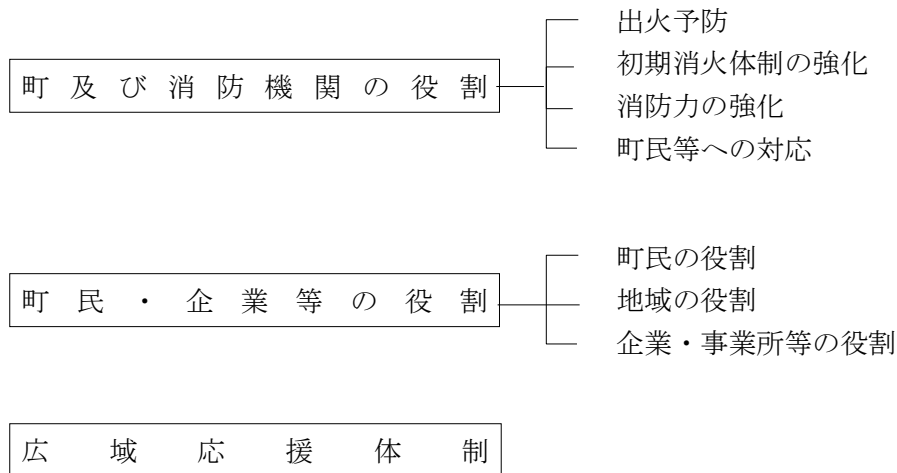 出火予防
初期消火体制の強化
町及び消防機関の役割
消防力の強化
町民等への対応
町民の役割
町民・企業等の役割
地域の役割
企業・事業所等の役割
広域応援体制